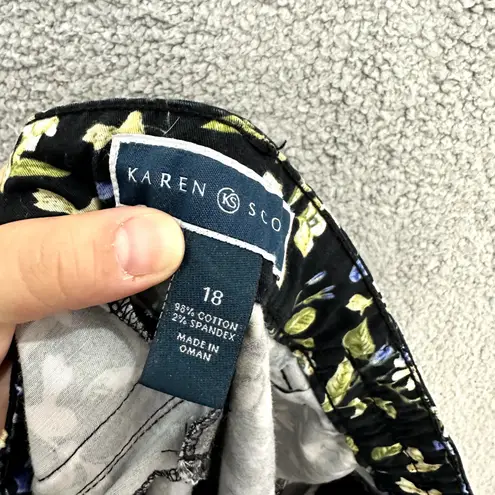 KAREN KS SCO
18
98% COTTON
2% SPANDEX
MADE IN
OMAN